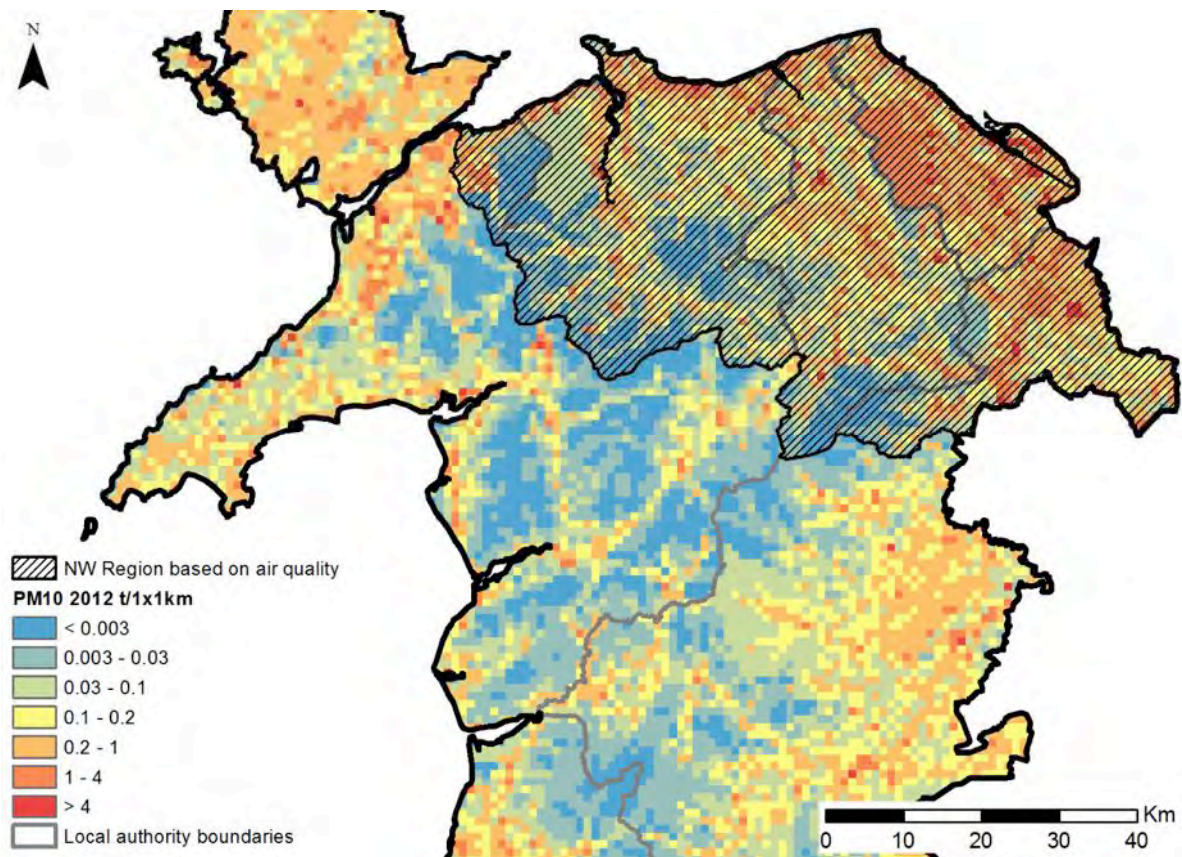 N
NW Region based on air quality
PM10 2012 t/1x1km
< 0.003
0.003 - 0.03
0.03 - 0.1
0.1 - 0.2
0.2 - 1
1 - 4
> 4
Local authority boundaries
Km
0 10 20 30 40